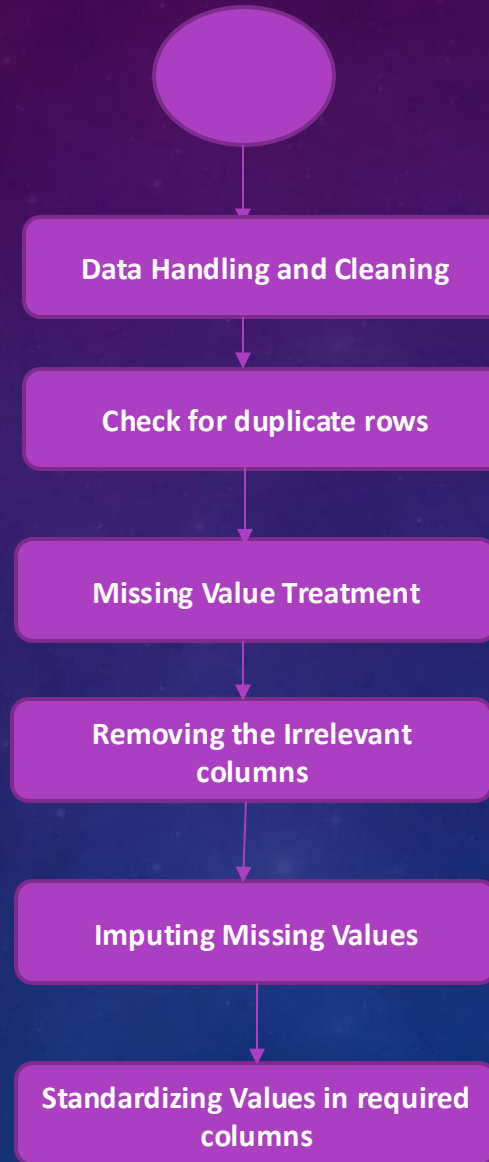 Data Handling and Cleaning
Check for duplicate rows
Missing Value Treatment
Removing the Irrelevant
columns
Imputing Missing Values
Standardizing Values in required
columns